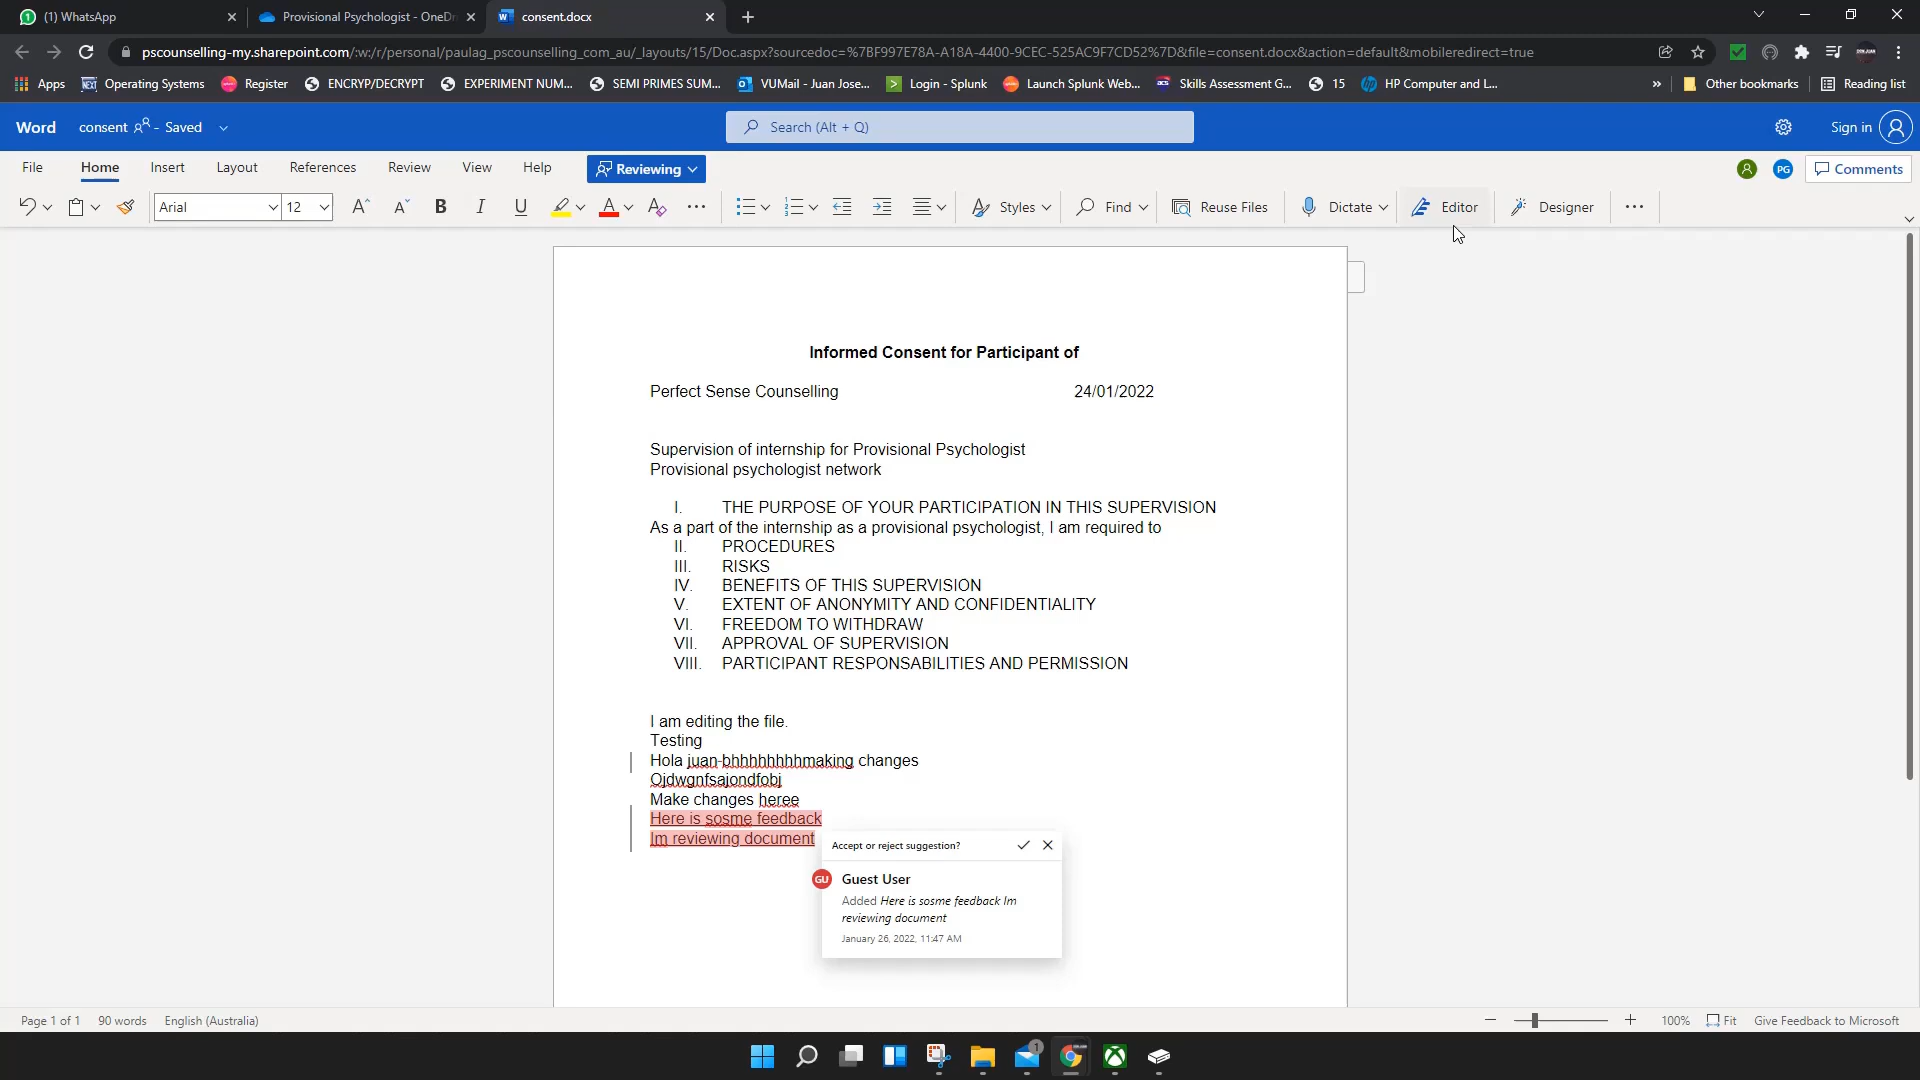 (1) WhatsApp
Provisional Psychologist - OneDr
consent.docx
pscounselling-my.sharepoint.com/:w:/r/personal/paulag_pscounselling_com_au/_layouts/15/Doc.aspx?sourcedoc=%7BF997E78A-A18A-4400-9CEC-525AC9F7CD52%7D&file=consent.docx&action=default&mobileredirect=true
Apps
Operating Systems
Register
ENCRYP/DECRYPT
EXPERIMENT NUM...
SEMI PRIMES SUM...
VUMail - Juan Jose...
Login - Splunk
Launch Splunk Web...
Skills Assessment G...
15
HP Computer and L...
»
Other bookmarks
Reading list
Word
consent - Saved
Search (Alt + Q)
Sign in
File
Home
Insert
Layout
References
Review
View
Help
Reviewing
PG
Comments
Arial
12
Styles
Find
Reuse Files
Dictate
Editor
Designer
Informed Consent for Participant of
Perfect Sense Counselling 24/01/2022
Supervision of internship for Provisional Psychologist
Provisional psychologist network
I. THE PURPOSE OF YOUR PARTICIPATION IN THIS SUPERVISION
As a part of the internship as a provisional psychologist, I am required to
II. PROCEDURES
III. RISKS
IV. BENEFITS OF THIS SUPERVISION
V. EXTENT OF ANONYMITY AND CONFIDENTIALITY
VI. FREEDOM TO WITHDRAW
VII. APPROVAL OF SUPERVISION
VIII. PARTICIPANT RESPONSABILITIES AND PERMISSION
I am editing the file.
Testing
Hola juan-bhhhhhhhhmaking changes
Ojdwgnfsajondfobj
Make changes heree
Here is sosme feedback
Im reviewing document
Accept or reject suggestion?
GU
Guest User
Added Here is sosme feedback Im
reviewing document
January 26, 2022, 11:47 AM
Page 1 of 1
90 words
English (Australia)
100%
Fit
Give Feedback to Microsoft
1